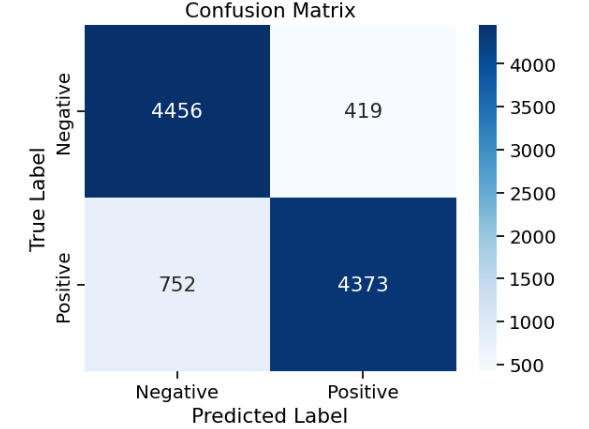 Confusion Matrix
True Label
Negative
4456
419
Positive
752
4373
Negative
Positive
Predicted Label
4000
3500
3000
2500
2000
1500
1000
500